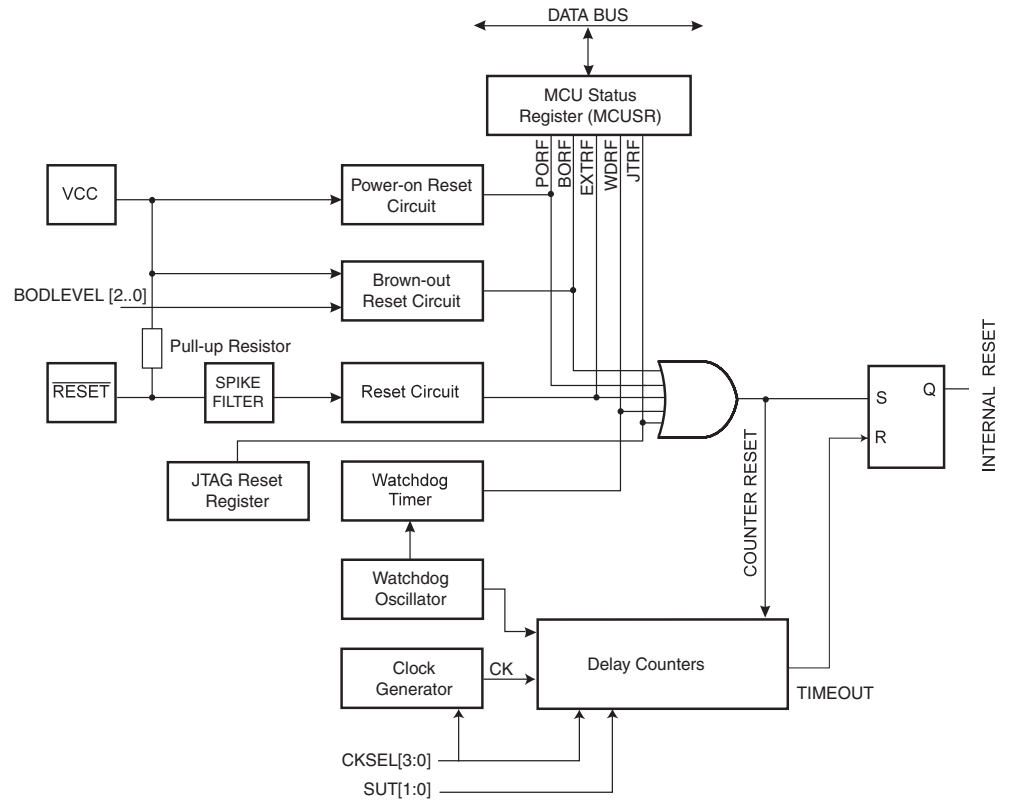 DATA BUS
MCU Status
Register (MCUSR)
PORF
BORF
EXTRF
WDRF
JTRF
VCC
Power-on Reset
Circuit
Brown-out
Reset Circuit
BODLEVEL [2..0]
Pull-up Resistor
RESET
SPIKE
FILTER
Reset Circuit
JTAG Reset
Register
Watchdog
Timer
Watchdog
Oscillator
Clock
Generator
CK
Delay Counters
CKSEL[3:0]
SUT[1:0]
COUNTER RESET
TIMEOUT
S
R
Q
INTERNAL RESET